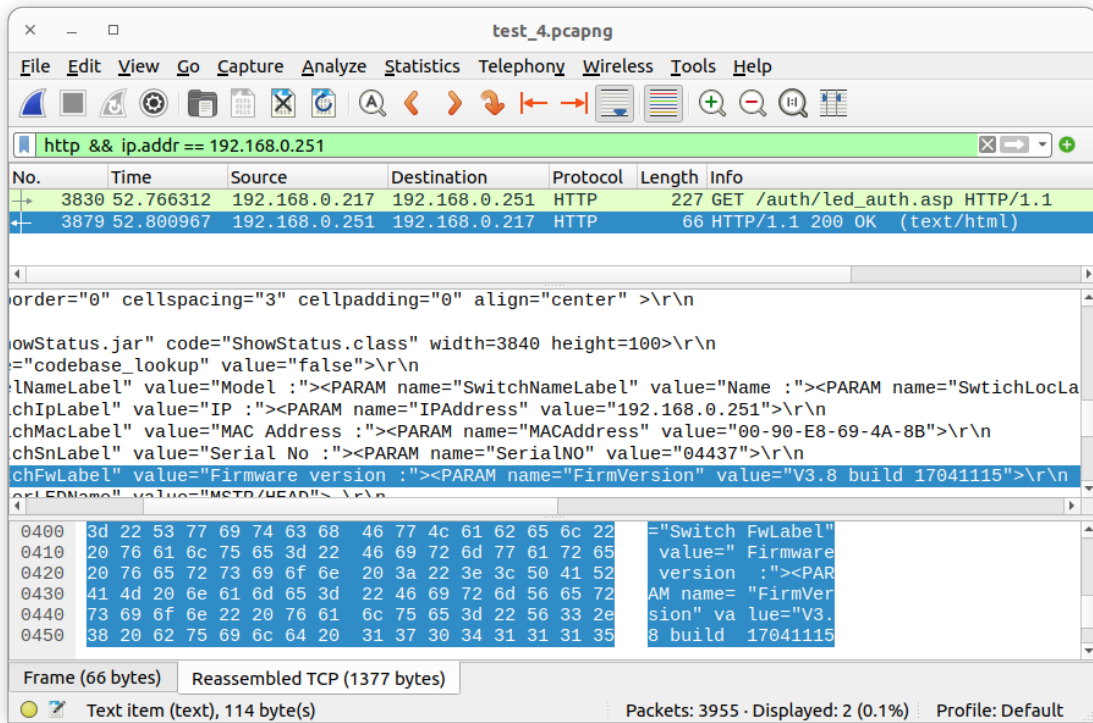 test_4.pcapng
File Edit View Go Capture Analyze Statistics Telephony Wireless Tools Help
http && ip.addr == 192.168.0.251
No. Time Source Destination Protocol Length Info
3830 52.766312 192.168.0.217 192.168.0.251 HTTP 227 GET /auth/led_auth.asp HTTP/1.1
3879 52.800967 192.168.0.251 192.168.0.217 HTTP 66 HTTP/1.1 200 OK (text/html)
order="0" cellspacing="3" cellpadding="0" align="center" >\r\n
howStatus.jar" code="ShowStatus.class" width=3840 height=100>\r\n
="codebase_lookup" value="false">\r\n
elNameLabel" value="Model :"><PARAM name="SwitchNameLabel" value="Name :"><PARAM name="SwtichLocLa
chIpLabel" value="IP :"><PARAM name="IPAddress" value="192.168.0.251">\r\n
chMacLabel" value="MAC Address :"><PARAM name="MACAddress" value="00-90-E8-69-4A-8B">\r\n
tchSnLabel" value="Serial No :"><PARAM name="SerialNO" value="04437">\r\n
chFwLabel" value="Firmware version :"><PARAM name="FirmVersion" value="V3.8 build 17041115">\r\n
erLEDName" value="MSTR/HEAD"> \r\n
0400 3d 22 53 77 69 74 63 68 46 77 4c 61 62 65 6c 22 ="Switch FwLabel"
0410 20 76 61 6c 75 65 3d 22 46 69 72 6d 77 61 72 65 value=" Firmware
0420 20 76 65 72 73 69 6f 6e 20 3a 22 3e 3c 50 41 52 version :"><PAR
0430 41 4d 20 6e 61 6d 65 3d 22 46 69 72 6d 56 65 72 AM name= "FirmVer
0440 73 69 6f 6e 22 20 76 61 6c 75 65 3d 22 56 33 2e sion" va lue="V3.
0450 38 20 62 75 69 6c 64 20 31 37 30 34 31 31 31 35 8 build 17041115
Frame (66 bytes) Reassembled TCP (1377 bytes)
Text item (text), 114 byte(s) Packets: 3955 · Displayed: 2 (0.1%) Profile: Default